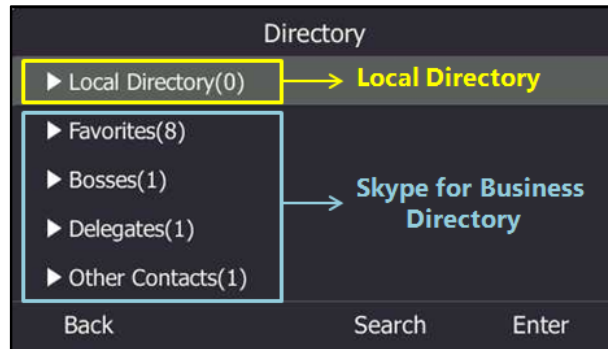 Directory
▶ Local Directory(0)
Local Directory
▶ Favorites(8)
▶ Bosses(1)
▶ Delegates(1)
▶ Other Contacts(1)
Skype for Business
Directory
Back Search Enter